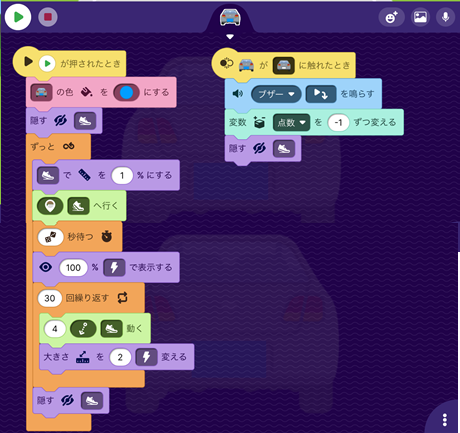 が押されたとき
の色 を にする
隠す
ずっと
で を 1 % にする
へ行く
秒待つ
100 % で表示する
30 回繰り返す
4 動く
大きさ を 2 変える
隠す
が に触れたとき
ブザー を鳴らす
変数 点数 を -1 ずつ変える
隠す